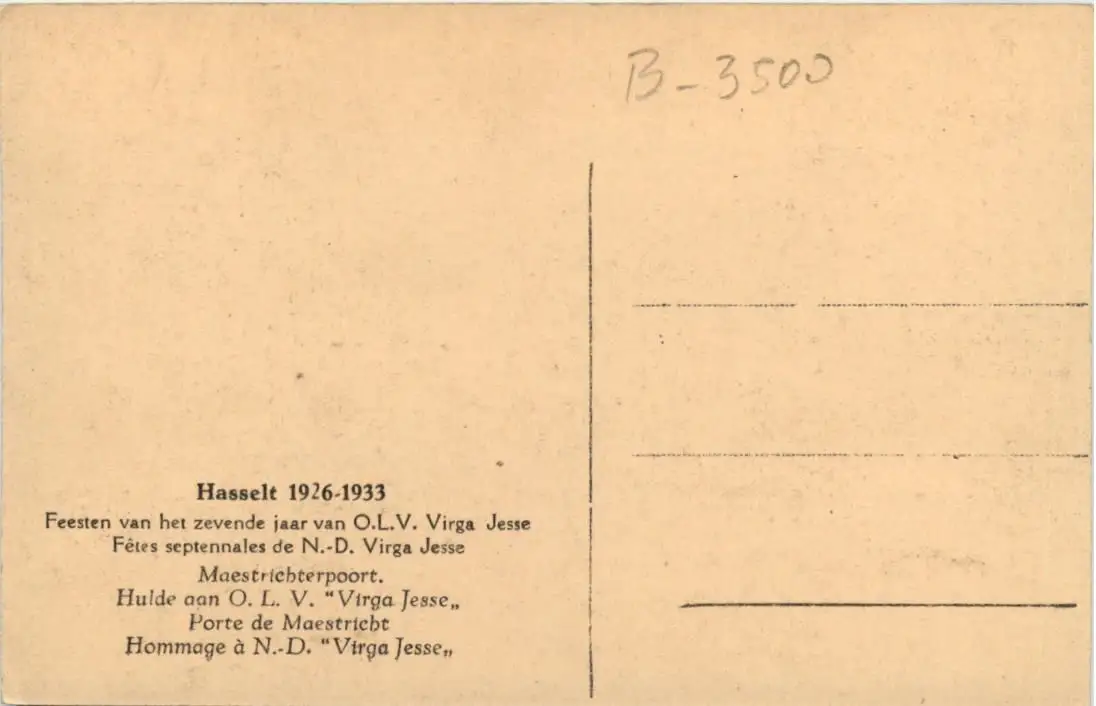 B-3500
Hasselt 1926-1933
Feesten van het zevende jaar van O.L.V. Virga Jesse
Fêtes septennales de N.-D. Virga Jesse
Maestrichterpoort.
Hulde aan O. L. V. "Virga Jesse„
Porte de Maestricht
Hommage à N.-D. "Virga Jesse„